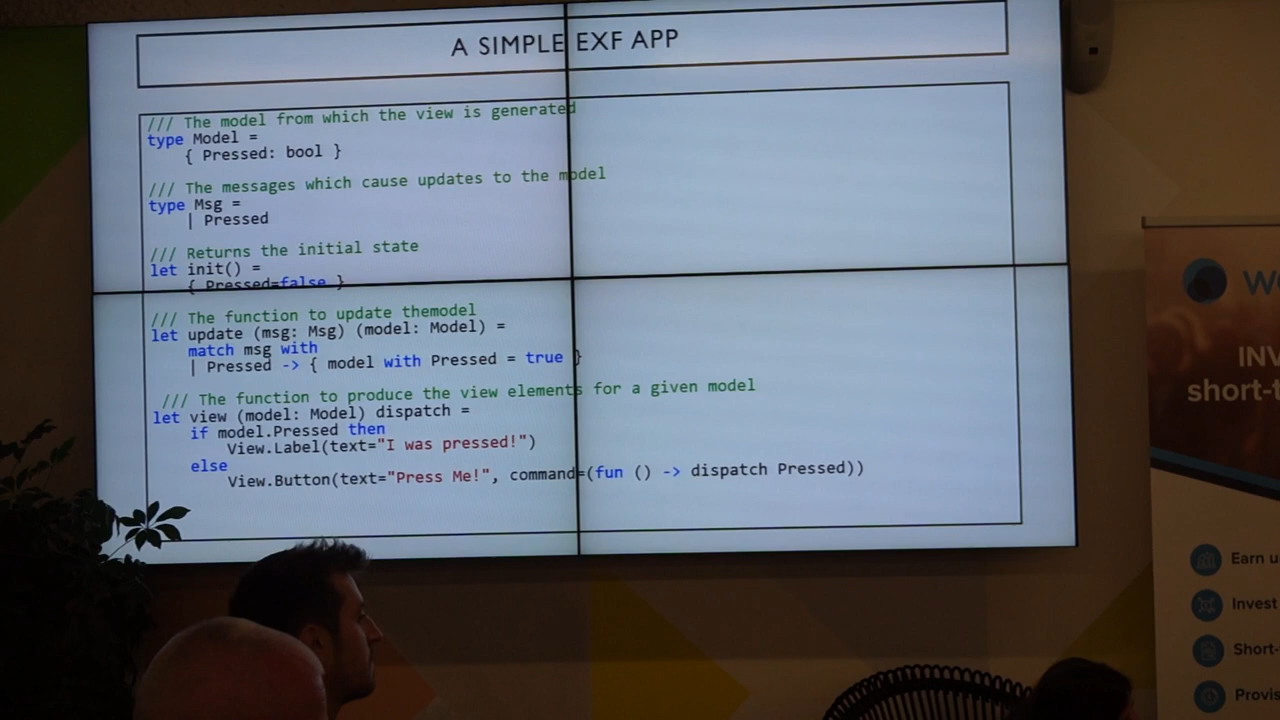 A SIMPLE EXF APP
/// The model from which the view is generated
type Model =
{ Pressed: bool }
/// The messages which cause updates to the model
type Msg =
| Pressed
/// Returns the initial state
let init() =
{ Pressed=false }
/// The function to update themodel
let update (msg: Msg) (model: Model) =
match msg with
| Pressed -> { model with Pressed = true }
/// The function to produce the view elements for a given model
let view (model: Model) dispatch =
if model.Pressed then
View.Label(text="I was pressed!")
else
View.Button(text="Press Me!", command=(fun () -> dispatch Pressed))
Earn
Invest